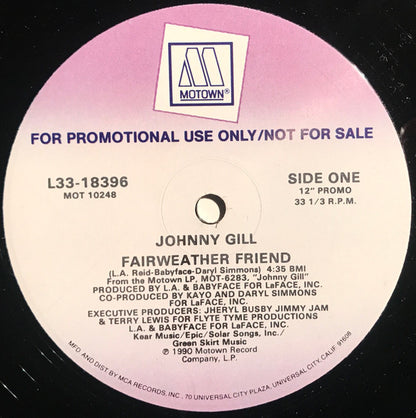 MOTOWN®
FOR PROMOTIONAL USE ONLY/NOT FOR SALE
L33-18396
MOT 10248
SIDE ONE
12" PROMO
33 1/3 R.P.M.
JOHNNY GILL
FAIRWEATHER FRIEND
(L.A. Reid-Babyface-Daryl Simmons) 4:35 BMI
From the Motown LP, MOT-6283, "Johnny Gill"
PRODUCED BY L.A. & BABYFACE FOR LaFACE, INC.
CO-PRODUCED BY KAYO AND DARYL SIMMONS
FOR LaFACE, INC.
EXECUTIVE PRODUCERS: JHERYL BUSBY JIMMY JAM
& TERRY LEWIS FOR FLYTE TYME PRODUCTIONS
L.A. & BABYFACE FOR LaFACE, INC.
Kear Music/Epic/Solar Songs, Inc./
Green Skirt Music
℗ 1990 Motown Record
Company, L.P.
MFG AND DIST BY MCA RECORDS, INC. 70 UNIVERSAL CITY PLAZA, UNIVERSAL CITY, CALIF. 91608